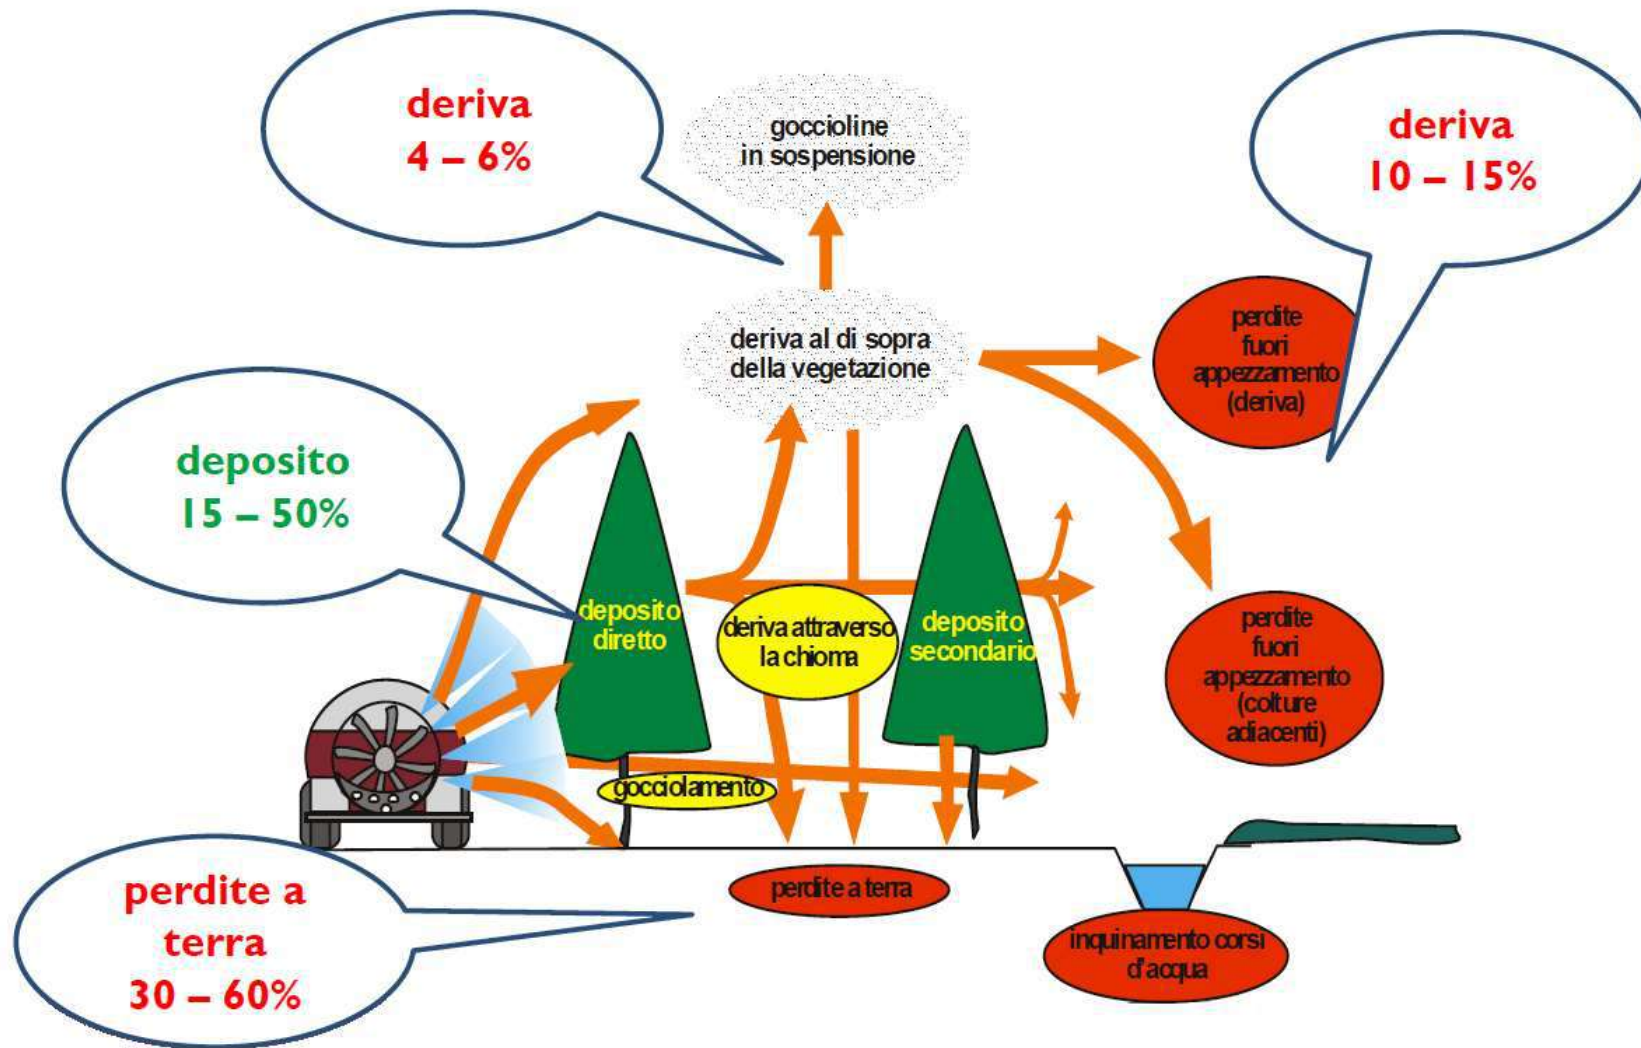 deriva
4 – 6%
goccioline
in sospensione
deriva
10 – 15%
deriva al di sopra
della vegetazione
perdite
fuori
appezzamento
(deriva)
deposito
15 – 50%
deposito
diretto
deriva attraverso
la chioma
deposito
secondario
perdite
fuori
appezzamento
(colture
adiacenti)
gocciolamento
perdite a
terra
30 – 60%
perdite a terra
inquinamento corsi
d'acqua